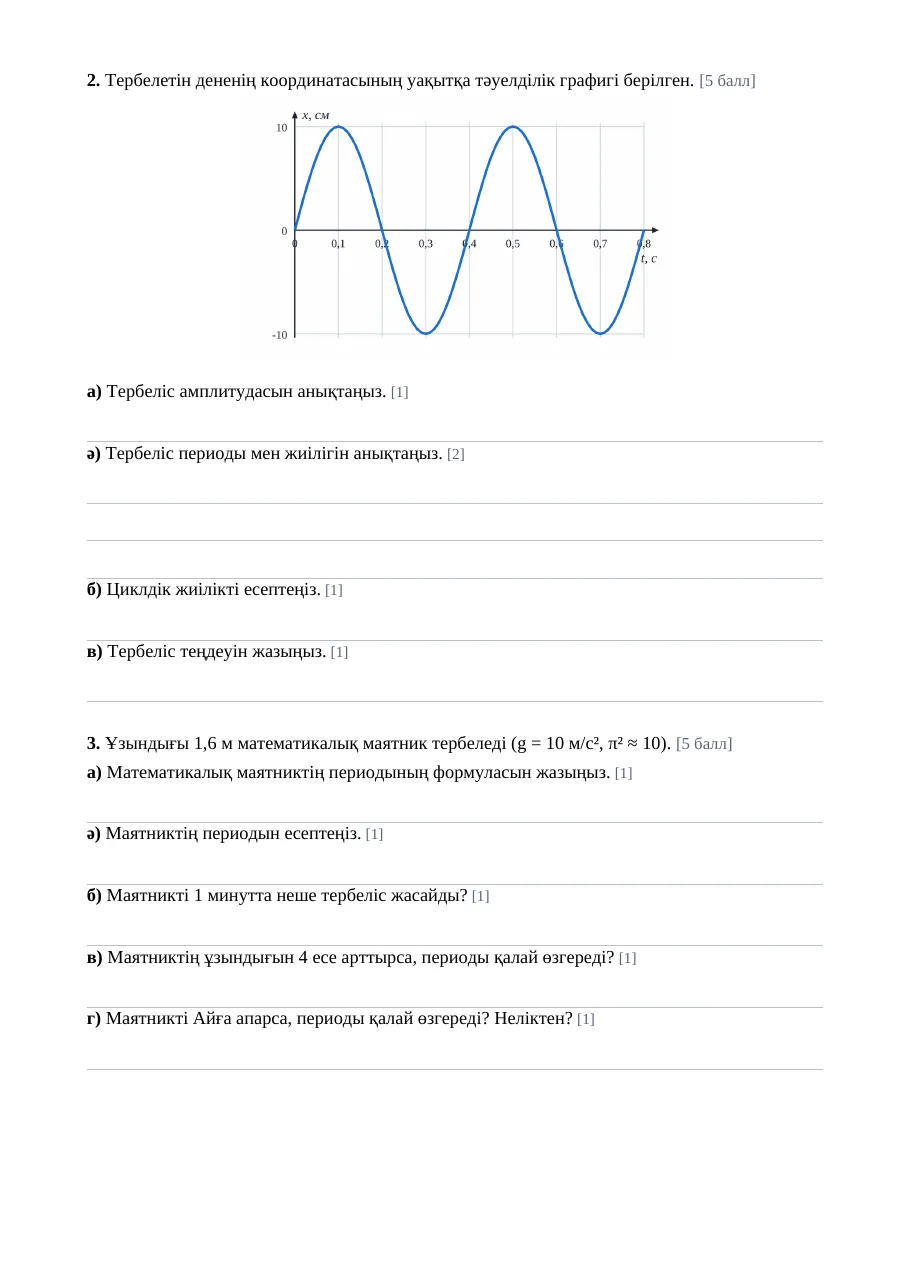 2. Тербелетін дененің координатасының уақытқа тәуелділік графигі берілген. [5 балл]
x, см
10
0
0 0,1 0,2 0,3 0,4 0,5 0,6 0,7 0,8
t, с
-10
а) Тербеліс амплитудасын анықтаңыз. [1]
ә) Тербеліс периоды мен жиілігін анықтаңыз. [2]
б) Циклдік жиілікті есептеңіз. [1]
в) Тербеліс теңдеуін жазыңыз. [1]
3. Ұзындығы 1,6 м математикалық маятник тербеледі (g = 10 м/с², π² ≈ 10). [5 балл]
а) Математикалық маятниктің периодының формуласын жазыңыз. [1]
ә) Маятниктің периодын есептеңіз. [1]
б) Маятникті 1 минутта неше тербеліс жасайды? [1]
в) Маятниктің ұзындығын 4 есе арттырса, периоды қалай өзгереді? [1]
г) Маятникті Айға апарса, периоды қалай өзгереді? Неліктен? [1]